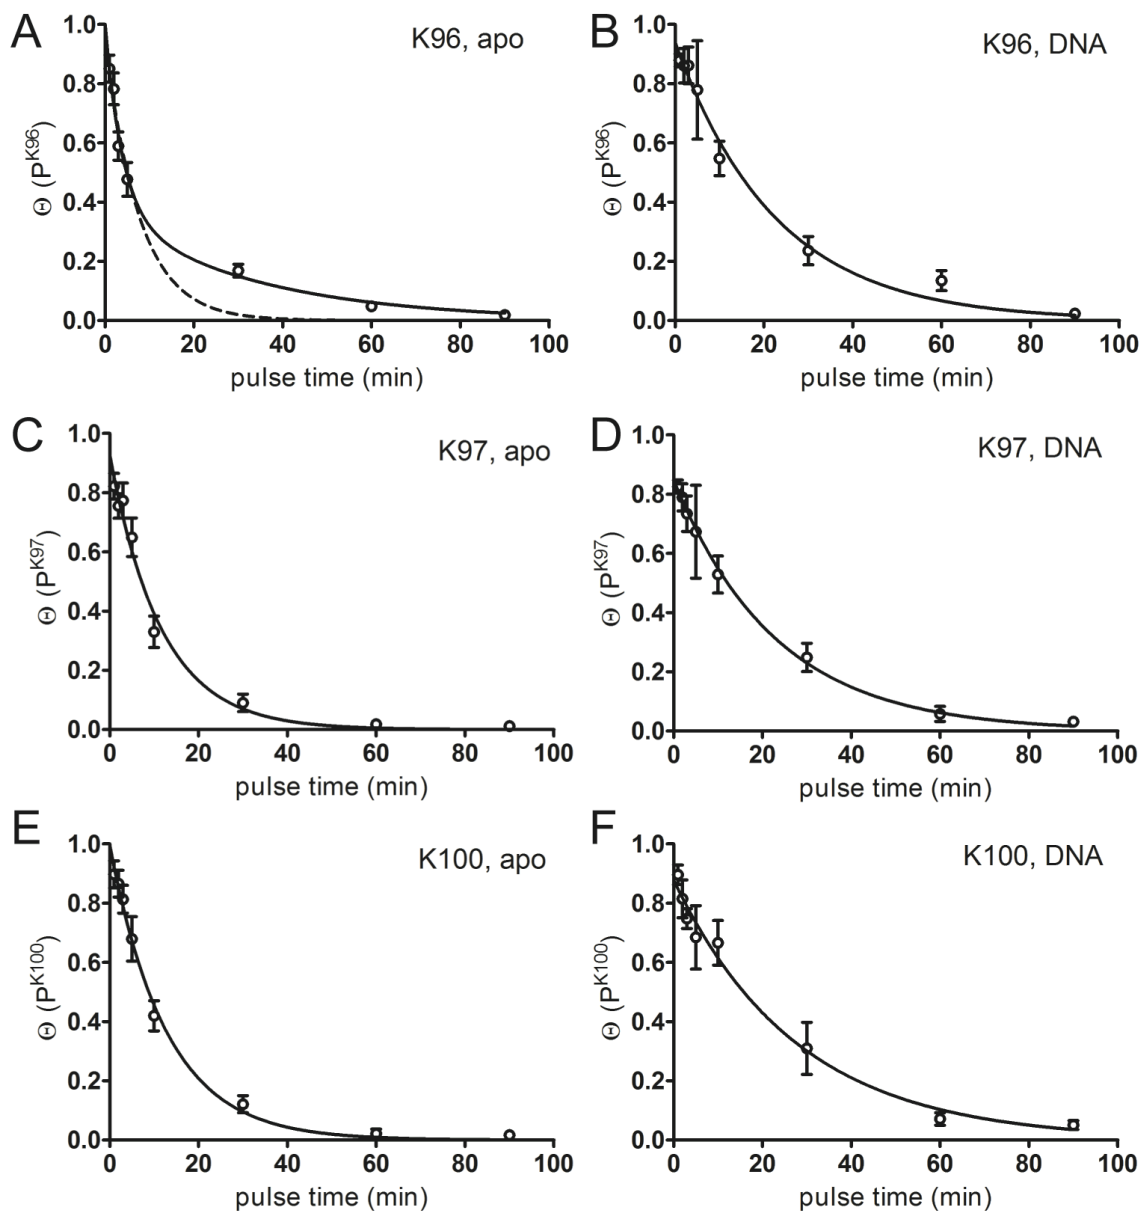 A
K96, apo
1.0
0.8
0.6
0.4
0.2
0.0
Θ (P^K96)
0 20 40 60 80 100
pulse time (min)
B
K96, DNA
1.0
0.8
0.6
0.4
0.2
0.0
Θ (P^K96)
0 20 40 60 80 100
pulse time (min)
C
K97, apo
1.0
0.8
0.6
0.4
0.2
0.0
Θ (P^K97)
0 20 40 60 80 100
pulse time (min)
D
K97, DNA
1.0
0.8
0.6
0.4
0.2
0.0
Θ (P^K97)
0 20 40 60 80 100
pulse time (min)
E
K100, apo
1.0
0.8
0.6
0.4
0.2
0.0
Θ (P^K100)
0 20 40 60 80 100
pulse time (min)
F
K100, DNA
1.0
0.8
0.6
0.4
0.2
0.0
Θ (P^K100)
0 20 40 60 80 100
pulse time (min)